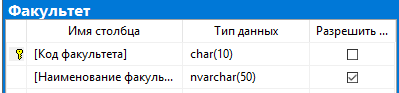 Факультет
Имя столбца Тип данных Разрешить ...
[Код факультета] char(10)
[Наименование факуль... nvarchar(50)